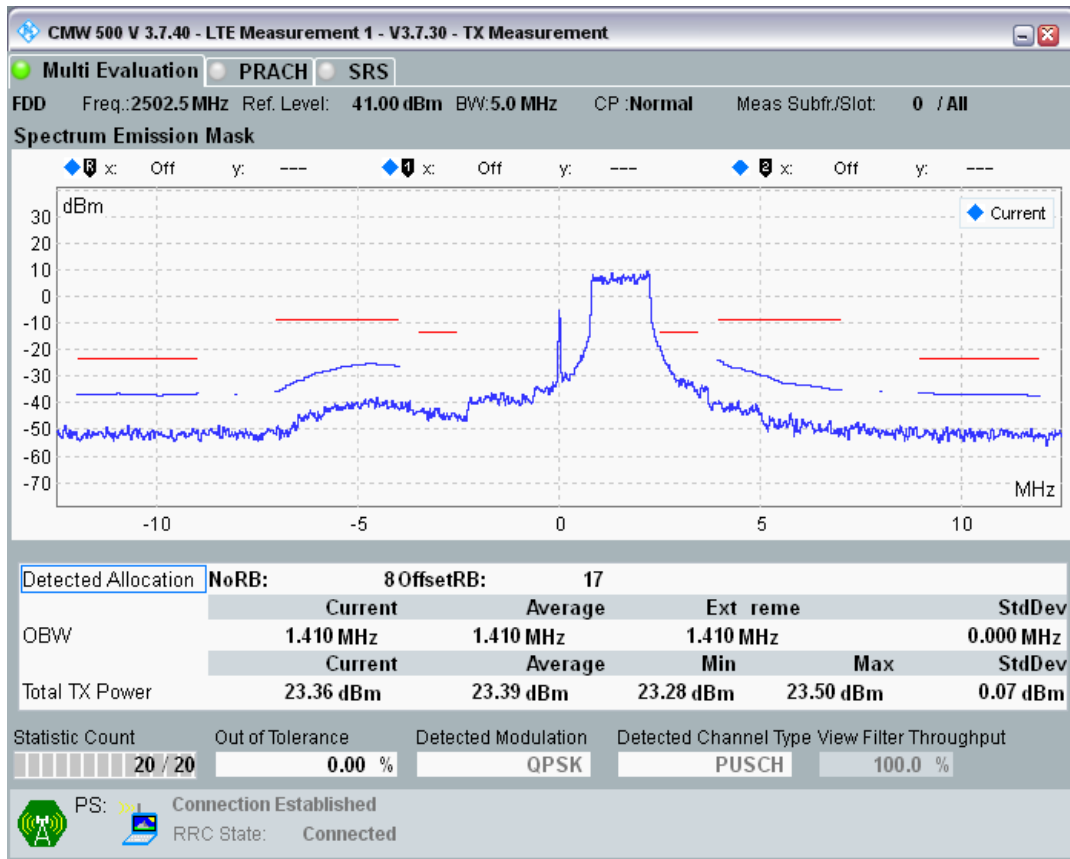 CMW 500 V 3.7.40 - LTE Measurement 1 - V3.7.30 - TX Measurement
Multi Evaluation PRACH SRS
FDD Freq.:2502.5 MHz Ref. Level: 41.00 dBm BW:5.0 MHz CP :Normal Meas Subfr./Slot: 0 / All
Spectrum Emission Mask
R x: Off y: --- 1 x: Off y: --- 2 x: Off y: ---
dBm
Current
30
20
10
0
-10
-20
-30
-40
-50
-60
-70
MHz
-10 -5 0 5 10
Detected Allocation NoRB: 8 OffsetRB: 17
Current Average Ext reme StdDev
OBW 1.410 MHz 1.410 MHz 1.410 MHz 0.000 MHz
Current Average Min Max StdDev
Total TX Power 23.36 dBm 23.39 dBm 23.28 dBm 23.50 dBm 0.07 dBm
Statistic Count Out of Tolerance Detected Modulation Detected Channel Type View Filter Throughput
20 / 20 0.00 % QPSK PUSCH 100.0 %
PS: Connection Established
RRC State: Connected